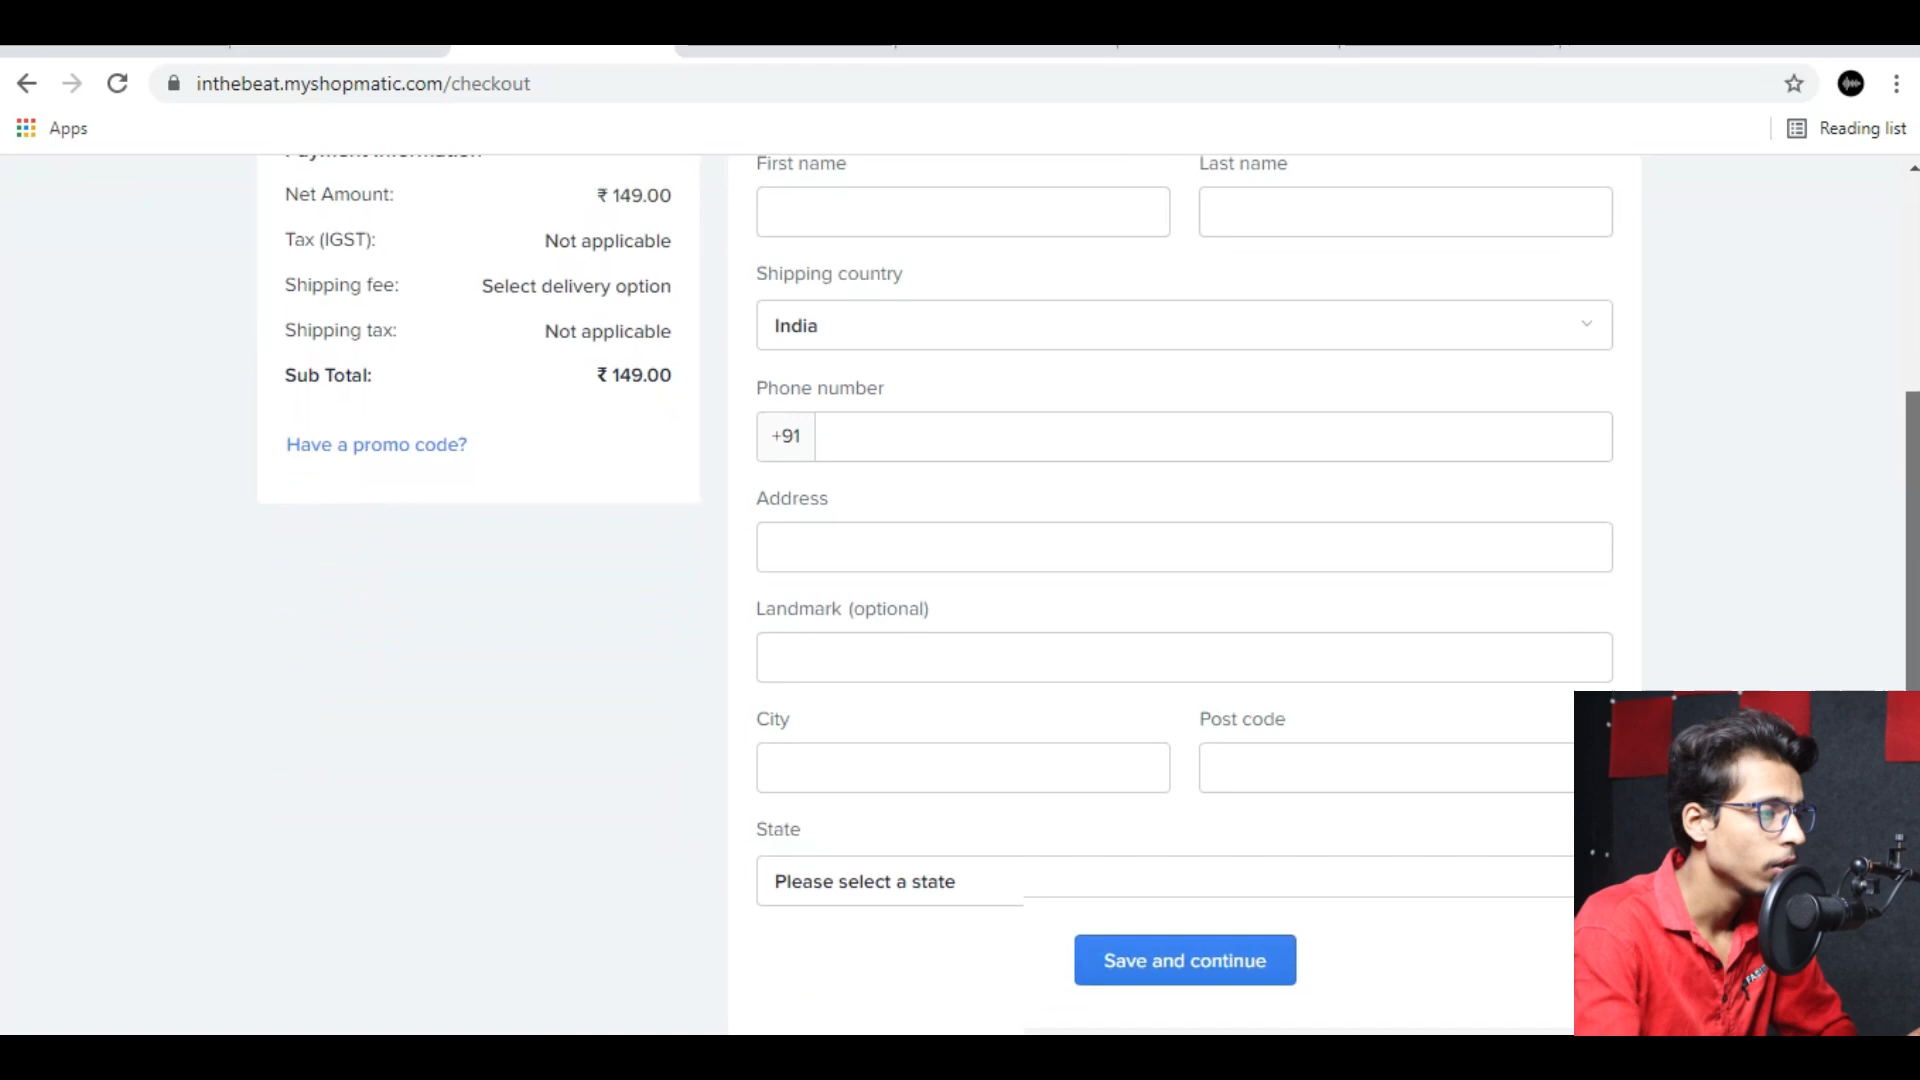 inthebeat.myshopmatic.com/checkout
Apps
Reading list
Payment Information
Net Amount: ₹ 149.00
Tax (IGST): Not applicable
Shipping fee: Select delivery option
Shipping tax: Not applicable
Sub Total: ₹ 149.00
Have a promo code?
First name
Last name
Shipping country
India
Phone number
+91
Address
Landmark (optional)
City
Post code
State
Please select a state
Save and continue